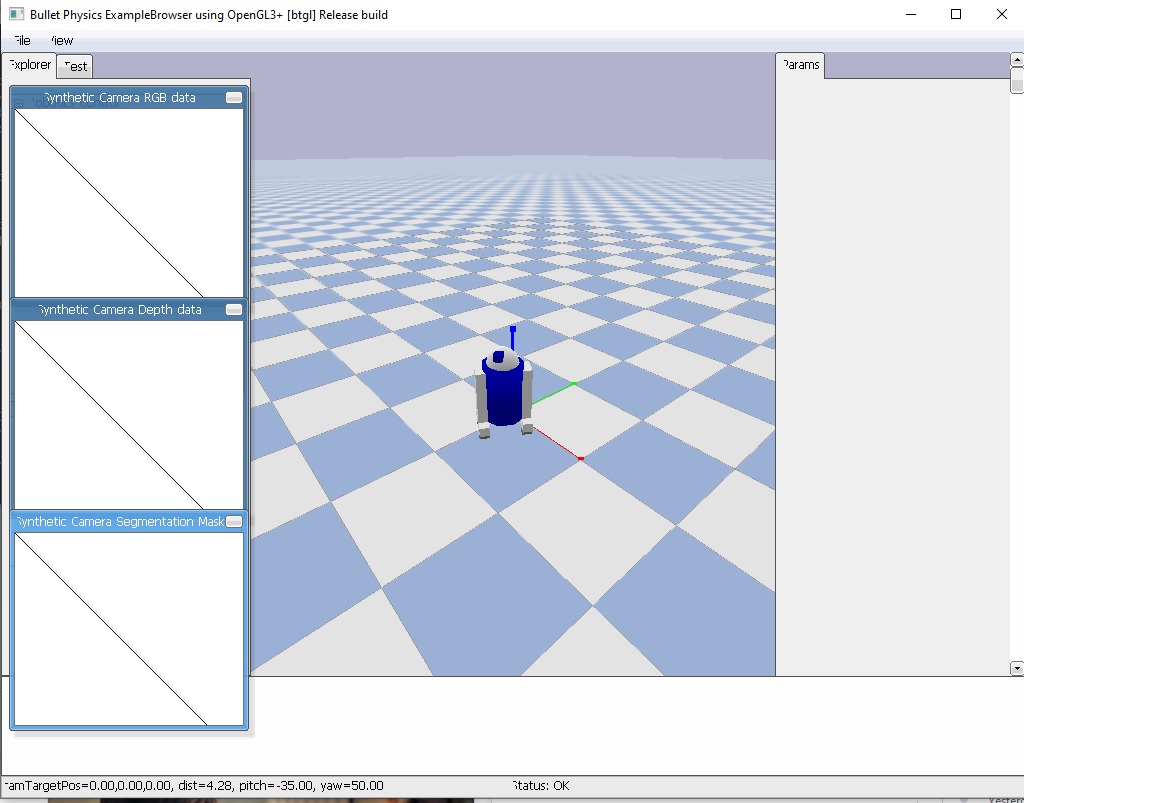 Bullet Physics ExampleBrowser using OpenGL3+ [btgl] Release build
File View
Explorer Test Params
Synthetic Camera RGB data
Synthetic Camera Depth data
Synthetic Camera Segmentation Mask
camTargetPos=0.00,0.00,0.00, dist=4.28, pitch=-35.00, yaw=50.00 Status: OK